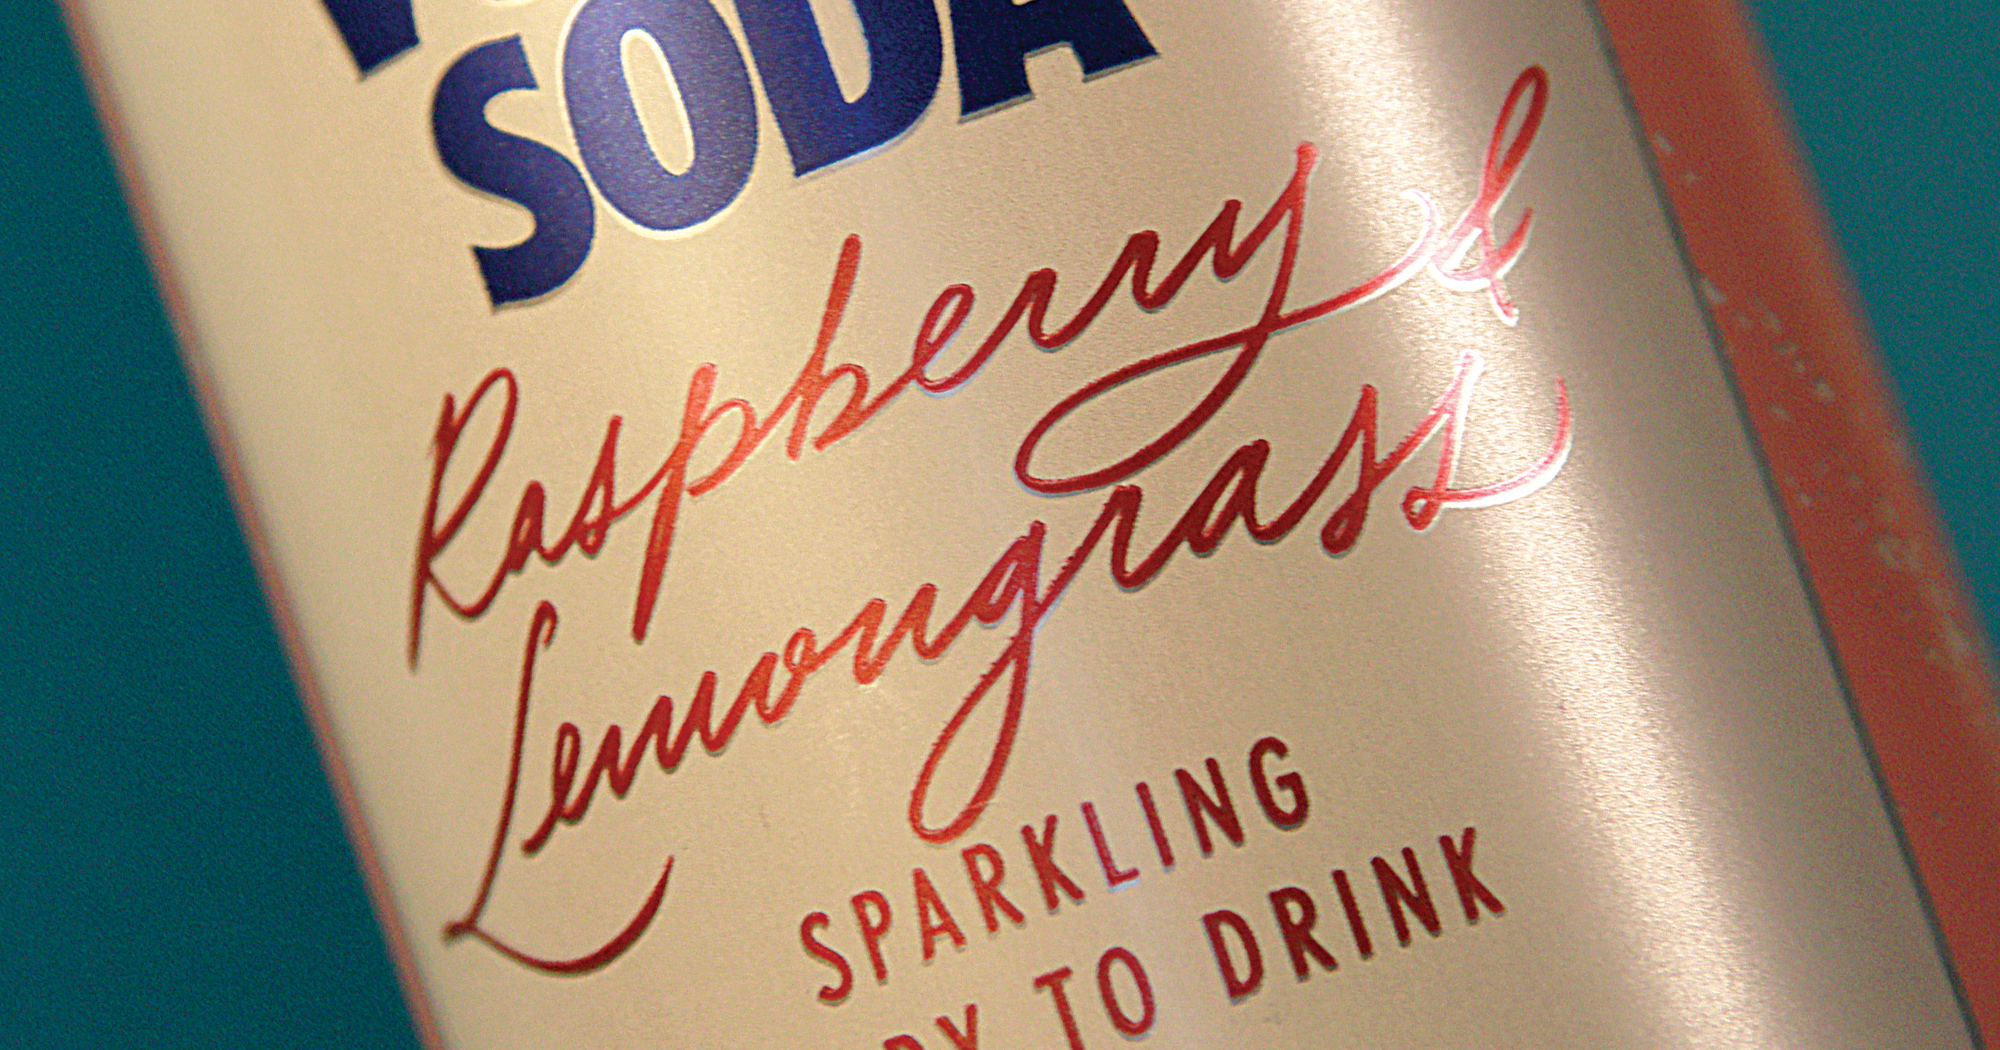 SODA
Raspberry &
Lemongrass
SPARKLING
TO DRINK